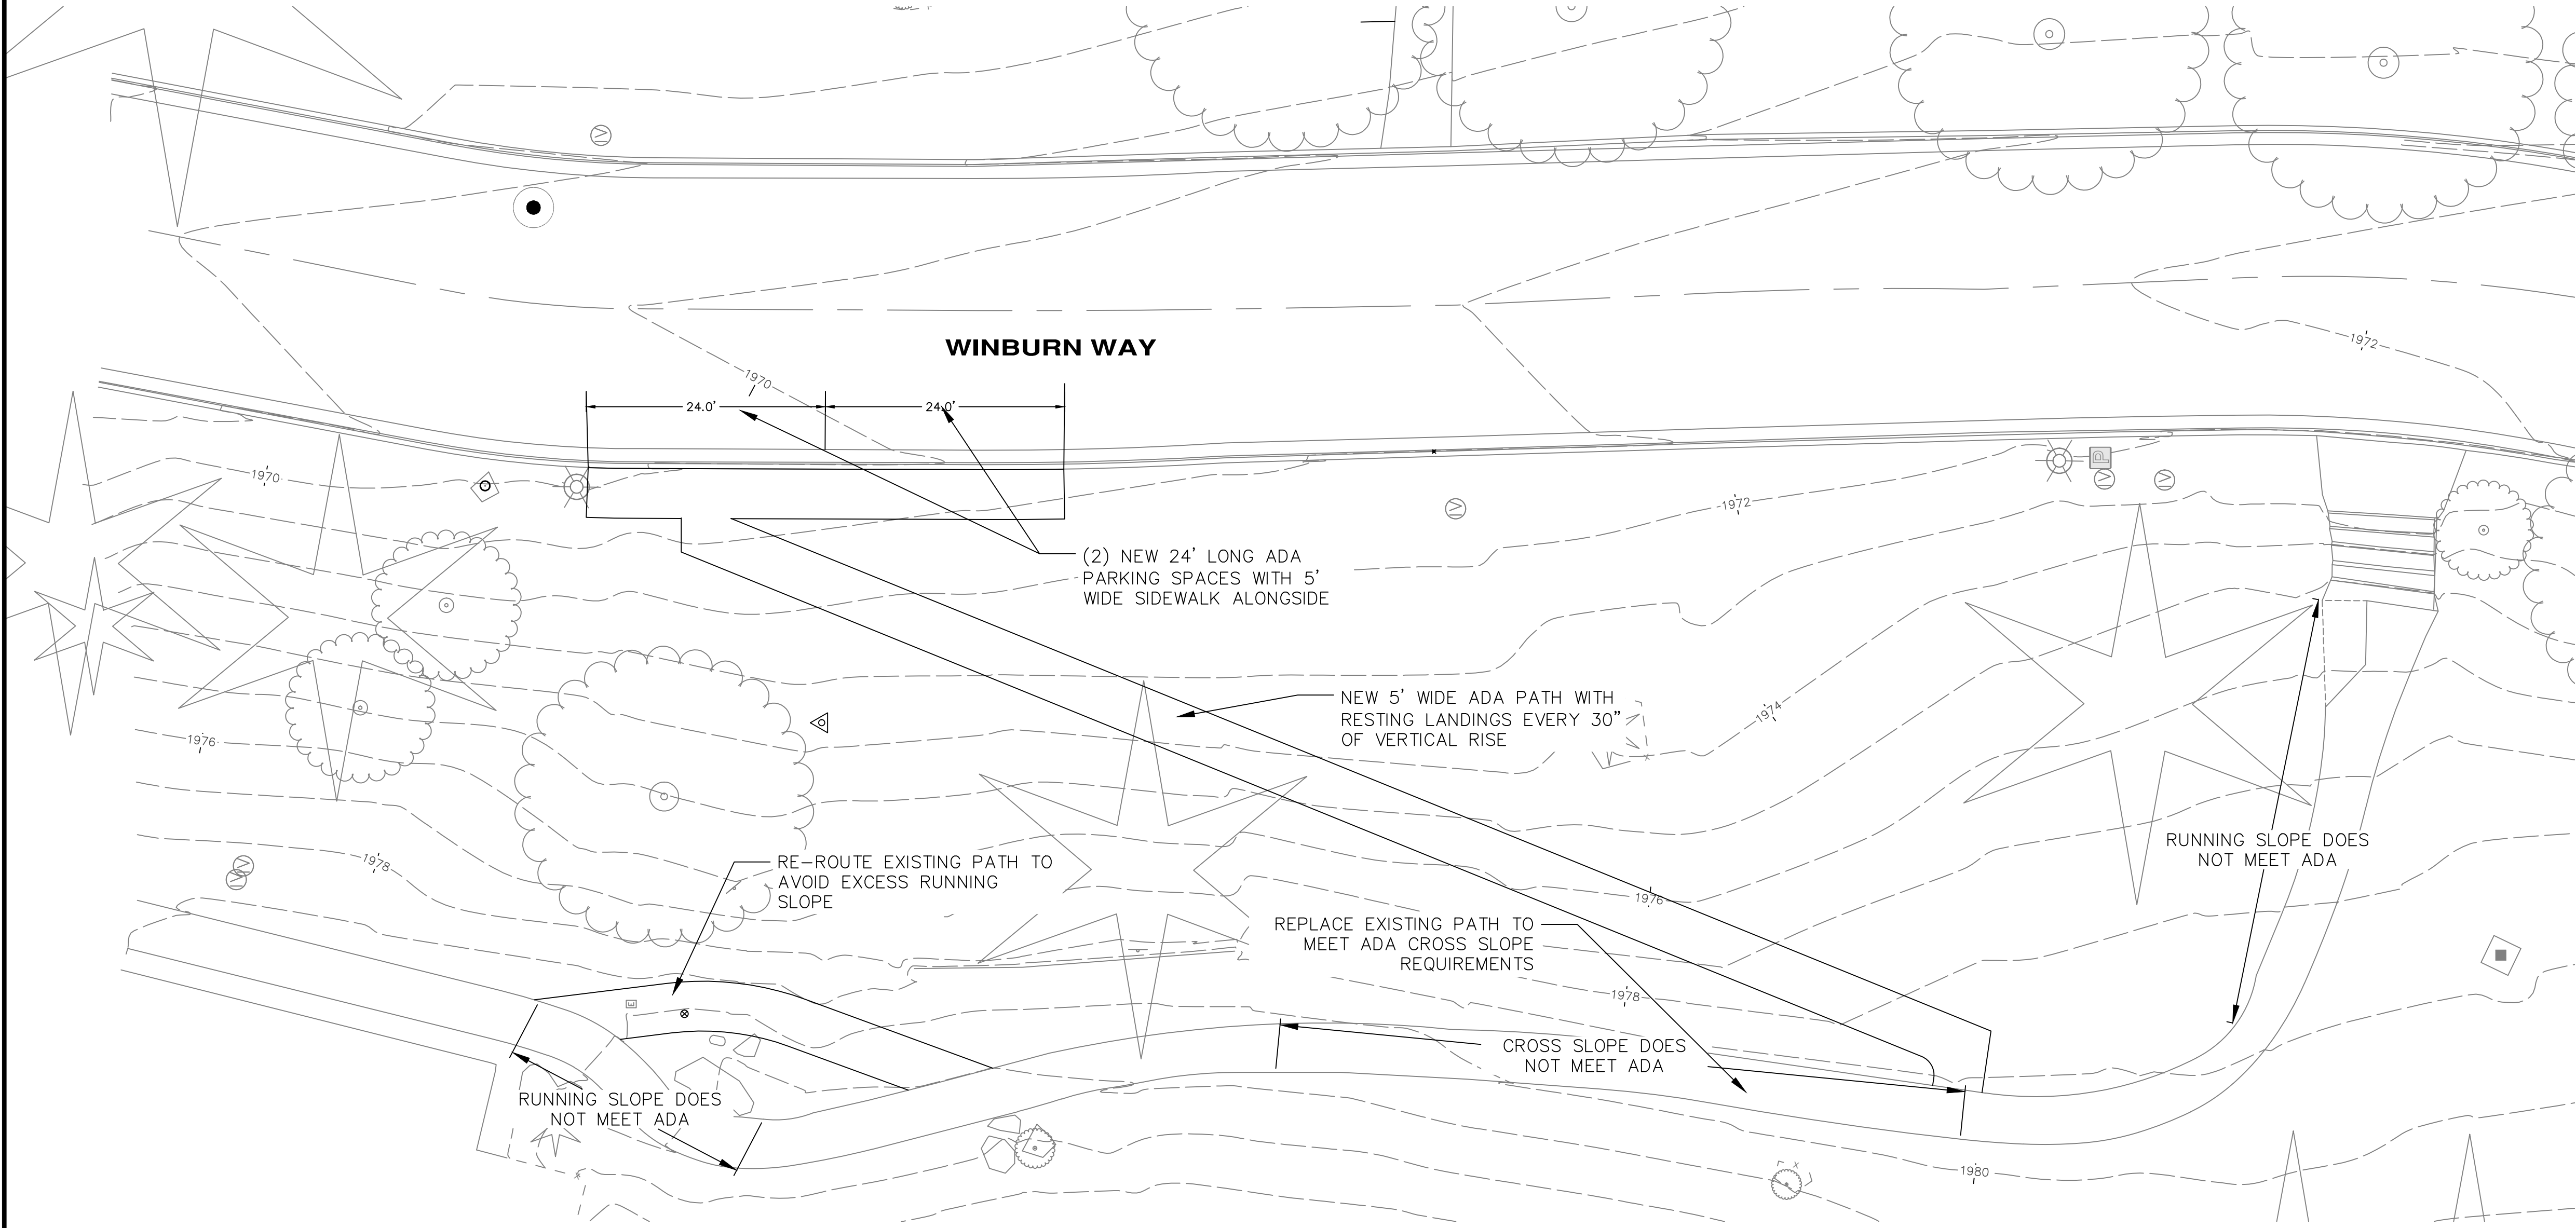 WINBURN WAY
1972
1970
24.0'
24.0'
1970
1972
(2) NEW 24' LONG ADA
PARKING SPACES WITH 5'
WIDE SIDEWALK ALONGSIDE
NEW 5' WIDE ADA PATH WITH
RESTING LANDINGS EVERY 30"
OF VERTICAL RISE
1974
1976
RUNNING SLOPE DOES
NOT MEET ADA
1978
RE-ROUTE EXISTING PATH TO
AVOID EXCESS RUNNING
SLOPE
1976
REPLACE EXISTING PATH TO
MEET ADA CROSS SLOPE
REQUIREMENTS
1978
E
CROSS SLOPE DOES
NOT MEET ADA
RUNNING SLOPE DOES
NOT MEET ADA
1980